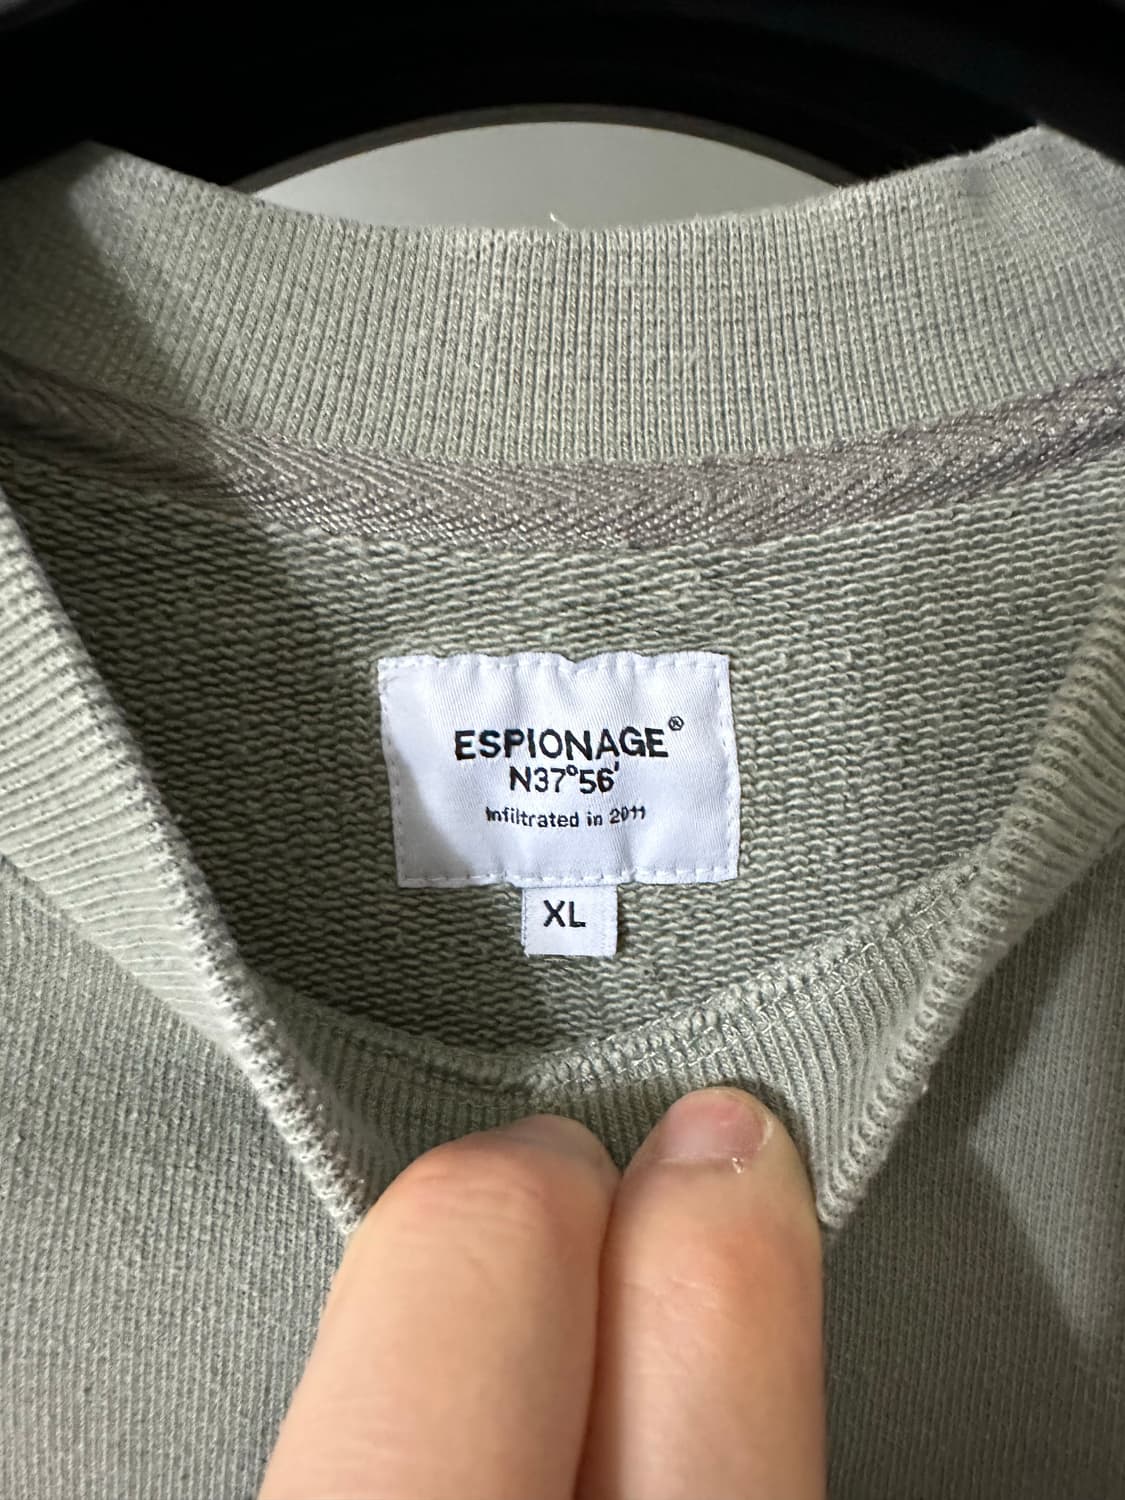 ESPIONAGE®
N37°56'
Infiltrated in 2011
XL